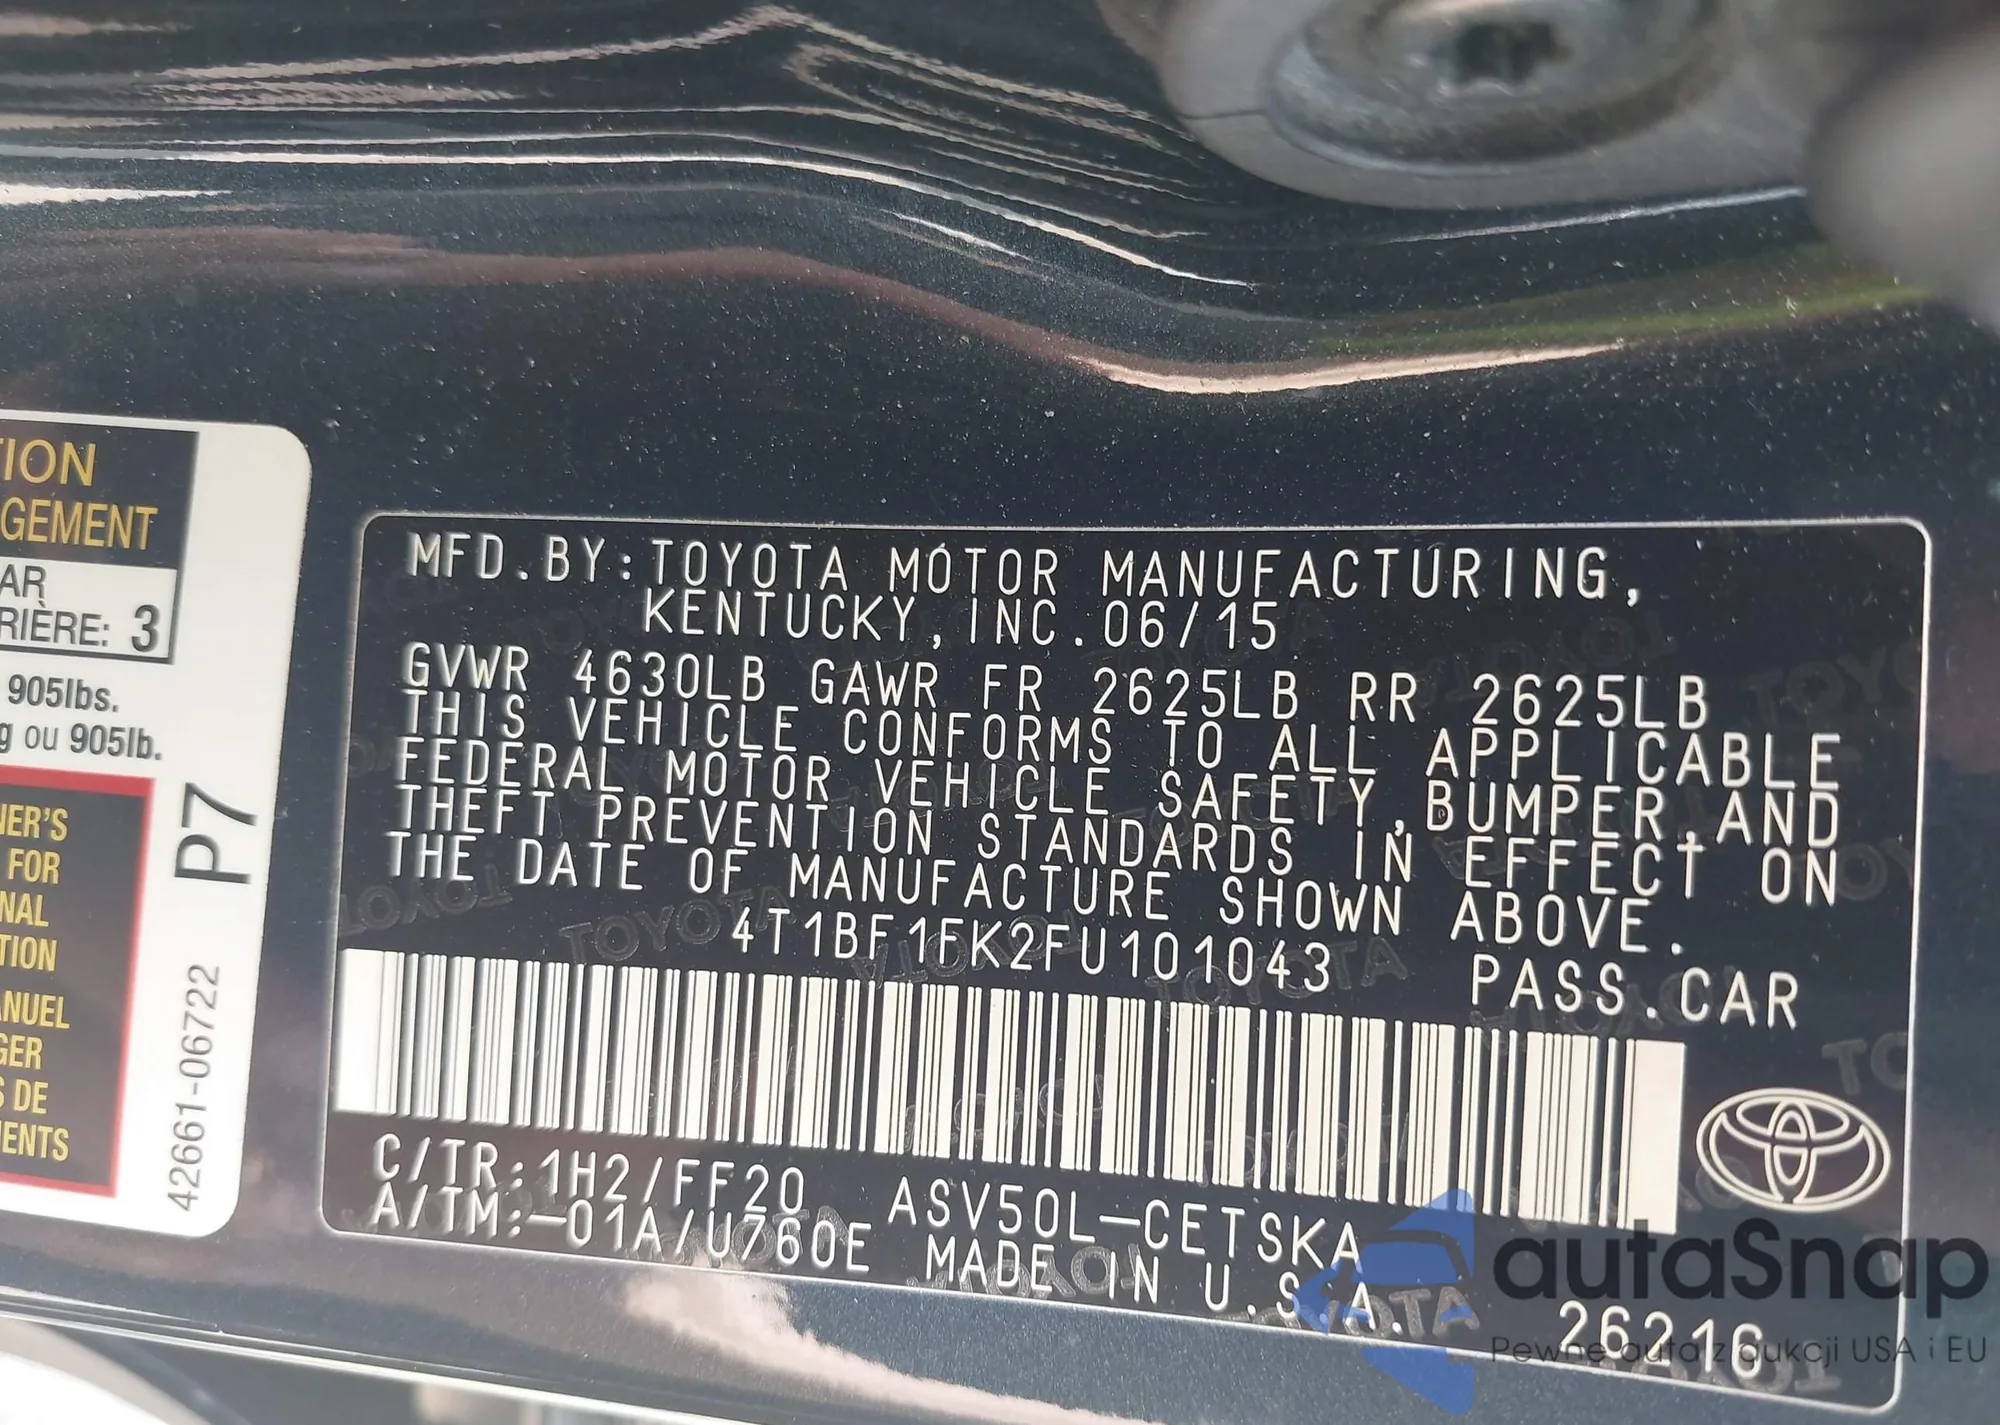 TION
GEMENT
AR
RIÈRE: 3
905lbs.
g ou 905lb.
NER'S
FOR
NAL
TION
ANUEL
GER
S DE
MENTS
P7
42661-06722
MFD.BY:TOYOTA MOTOR MANUFACTURING,
KENTUCKY,INC.06/15
GVWR 4630LB GAWR FR 2625LB RR 2625LB
THIS VEHICLE CONFORMS TO ALL APPLICABLE
FEDERAL MOTOR VEHICLE SAFETY,BUMPER,AND
THEFT PREVENTION STANDARDS IN EFFECT ON
THE DATE OF MANUFACTURE SHOWN ABOVE.
4T1BF1FK2FU101043 PASS.CAR
C/TR:1H2/FF20 ASV50L-CETSKA
A/TM:-01A/U760E MADE IN U.S.A.
26216
autaSnap
Pewne auta z aukcji USA i EU